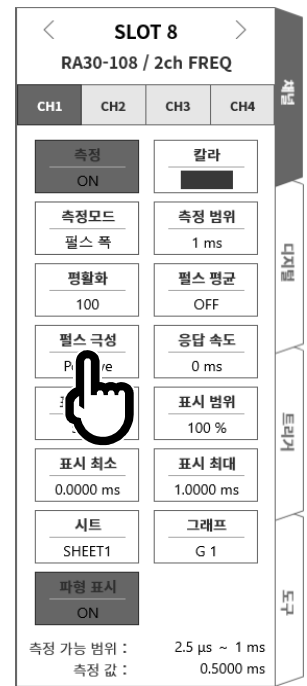 SLOT 8
RA30-108 / 2ch FREQ
CH1 CH2 CH3 CH4
측정 칼라
ON
측정모드 측정 범위
펄스 폭 1 ms
평활화 펄스 평균
100 OFF
펄스 극성 응답 속도
0 ms
표시 범위
100 %
표시 최소 표시 최대
0.0000 ms 1.0000 ms
시트 그래프
SHEET1 G 1
파형 표시
ON
측정 가능 범위 : 2.5 µs ~ 1 ms
측정 값 : 0.5000 ms
채널
디지털
트리거
도구